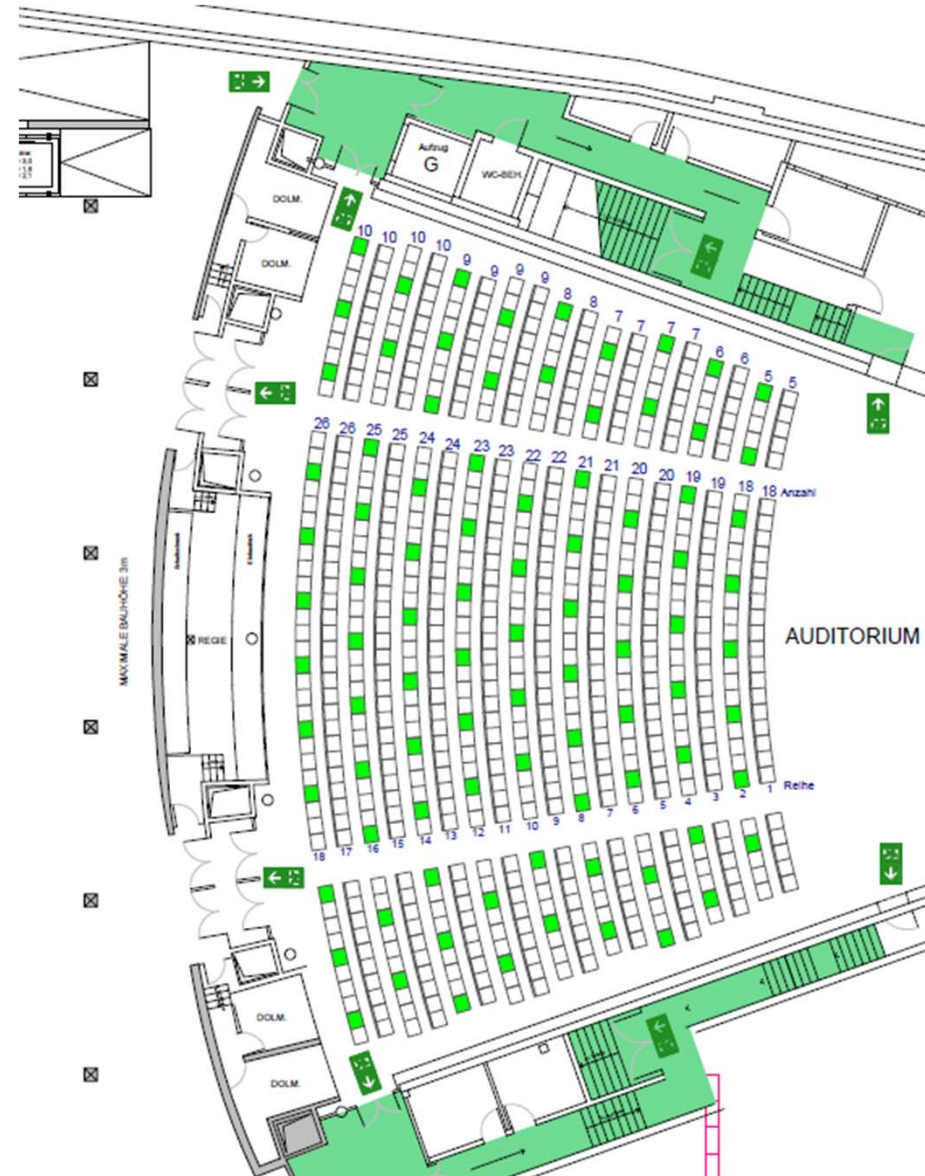 Aufzug
G
WC-BEH.
DOLM.
DOLM.
10 10 10 10 9 9 9 9 8 8 7 7 7 7 6 6 5 5
26 26 25 25 24 24 23 23 22 22 21 21 20 20 19 19 18 18 Anzahl
MAXIMALE BAUHÖHE 3m
REGIE
AUDITORIUM
18 17 16 15 14 13 12 11 10 9 8 7 6 5 4 3 2 1 Reihe
DOLM.
DOLM.